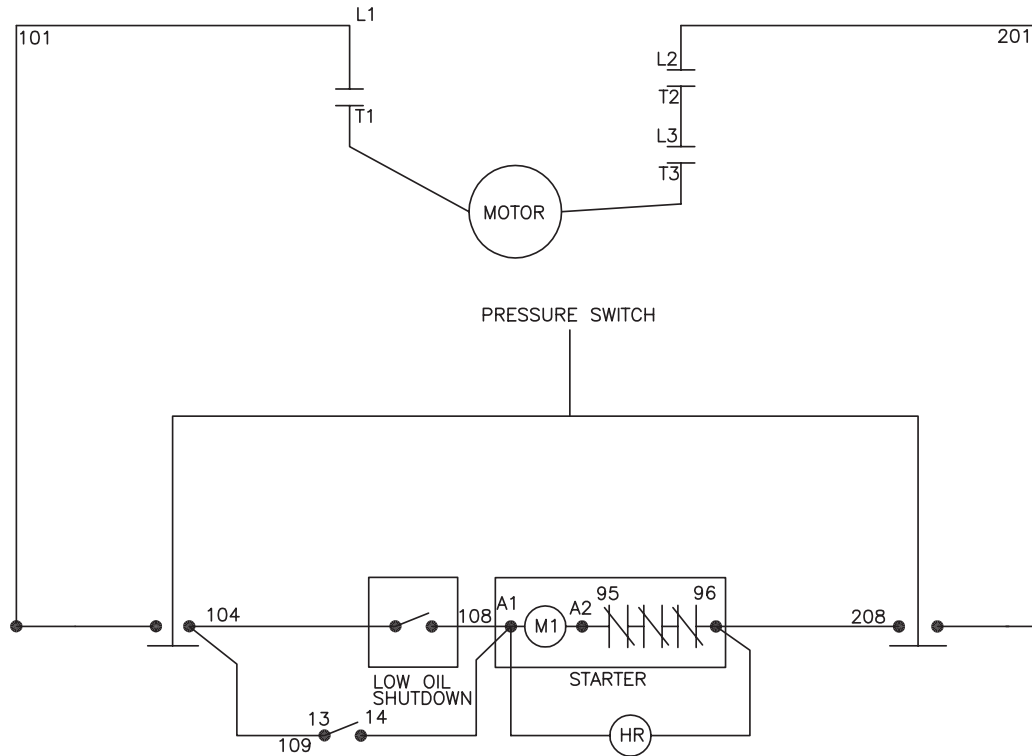 L1
101
201
L2
T1
T2
L3
T3
MOTOR
PRESSURE SWITCH
104
108
A1
M1
A2
95
96
208
LOW OIL
SHUTDOWN
STARTER
13
14
109
HR